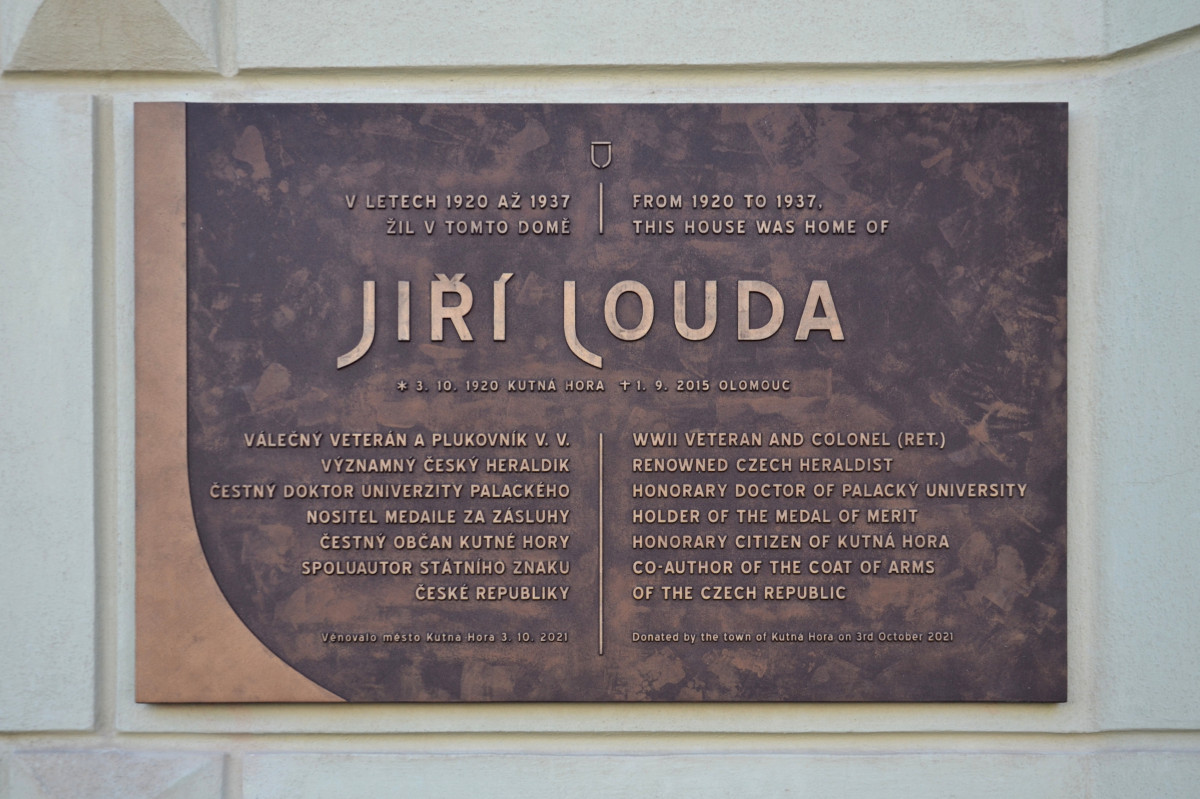 V LETECH 1920 AŽ 1937
ŽIL V TOMTO DOMĚ
FROM 1920 TO 1937,
THIS HOUSE WAS HOME OF
JIŘÍ LOUDA
* 3. 10. 1920 KUTNÁ HORA ✝ 1. 9. 2015 OLOMOUC
VÁLEČNÝ VETERÁN A PLUKOVNÍK V. V.
VÝZNAMNÝ ČESKÝ HERALDIK
ČESTNÝ DOKTOR UNIVERZITY PALACKÉHO
NOSITEL MEDAILE ZA ZÁSLUHY
ČESTNÝ OBČAN KUTNÉ HORY
SPOLUAUTOR STÁTNÍHO ZNAKU
ČESKÉ REPUBLIKY
Věnovalo město Kutná Hora 3. 10. 2021
WWII VETERAN AND COLONEL (RET.)
RENOWNED CZECH HERALDIST
HONORARY DOCTOR OF PALACKÝ UNIVERSITY
HOLDER OF THE MEDAL OF MERIT
HONORARY CITIZEN OF KUTNÁ HORA
CO-AUTHOR OF THE COAT OF ARMS
OF THE CZECH REPUBLIC
Donated by the town of Kutná Hora on 3rd October 2021